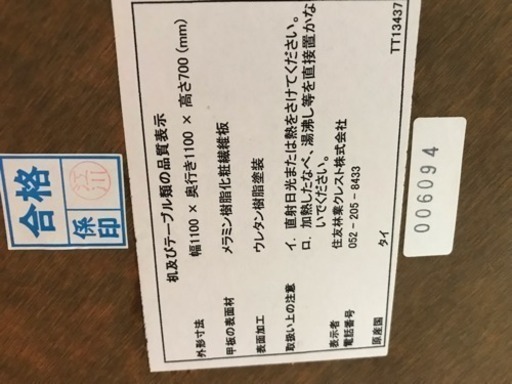 机及びテーブル類の品質表示
外形寸法 幅1100 × 奥行き1100 × 高さ700 (mm)
甲板の表面材 メラミン樹脂化粧繊維板
表面加工 ウレタン樹脂塗装
取扱い上の注意 イ. 直射日光または熱をさけてください。
ロ. 加熱したなべ、湯沸し等を直接置かな
いでください。
表示者 住友林業クレスト株式会社
電話番号 052-205-8433
原産国 タイ
TT13437
合格
係印
006094